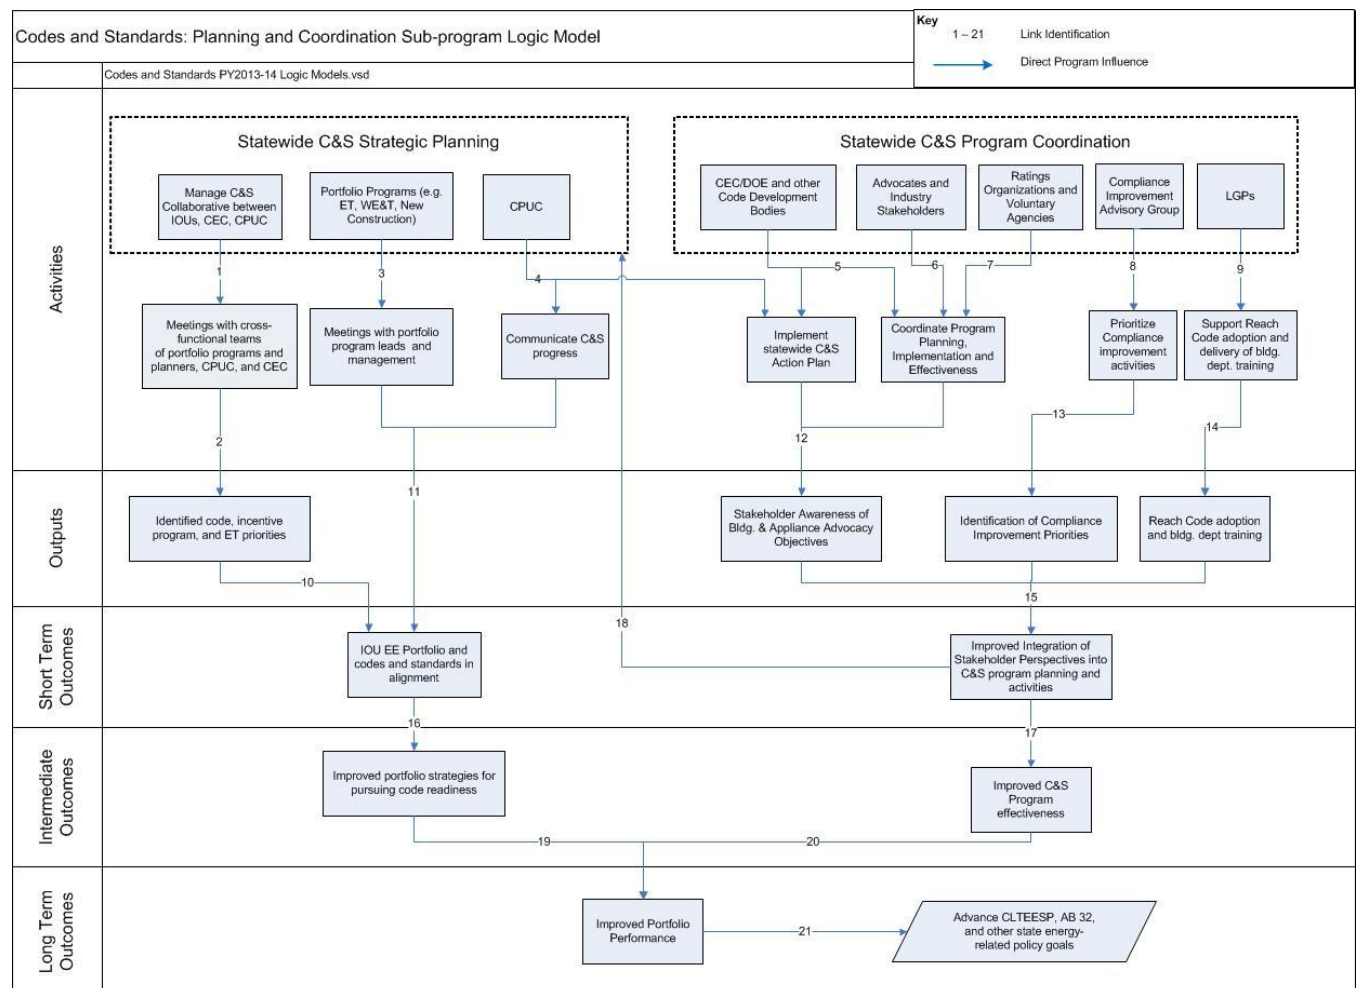 Codes and Standards: Planning and Coordination Sub-program Logic Model
Key
1 – 21 Link Identification
Direct Program Influence
Codes and Standards PY2013-14 Logic Models.vsd
Activities
Statewide C&S Strategic Planning
Manage C&S
Collaborative between
IOUs, CEC, CPUC
Portfolio Programs (e.g.
ET, WE&T, New
Construction)
CPUC
Statewide C&S Program Coordination
CEC/DOE and other
Code Development
Bodies
Advocates and
Industry
Stakeholders
Ratings
Organizations and
Voluntary
Agencies
Compliance
Improvement
Advisory Group
LGPs
1
3
4
5
6
7
8
9
Meetings with cross-
functional teams
of portfolio programs and
planners, CPUC, and CEC
Meetings with portfolio
program leads and
management
Communicate C&S
progress
Implement
statewide C&S
Action Plan
Coordinate Program
Planning,
Implementation and
Effectiveness
Prioritize
Compliance
improvement
activities
Support Reach
Code adoption and
delivery of bldg.
dept. training
2
12
13
14
Outputs
11
Identified code, incentive
program, and ET priorities
Stakeholder Awareness of
Bldg. & Appliance Advocacy
Objectives
Identification of Compliance
Improvement Priorities
Reach Code adoption
and bldg. dept training
10
15
Short Term
Outcomes
18
IOU EE Portfolio and
codes and standards in
alignment
Improved Integration of
Stakeholder Perspectives into
C&S program planning and
activities
16
17
Intermediate
Outcomes
Improved portfolio strategies for
pursuing code readiness
Improved C&S
Program
effectiveness
19
20
Long Term
Outcomes
Improved Portfolio
Performance
21
Advance CLTEESP, AB 32,
and other state energy-
related policy goals